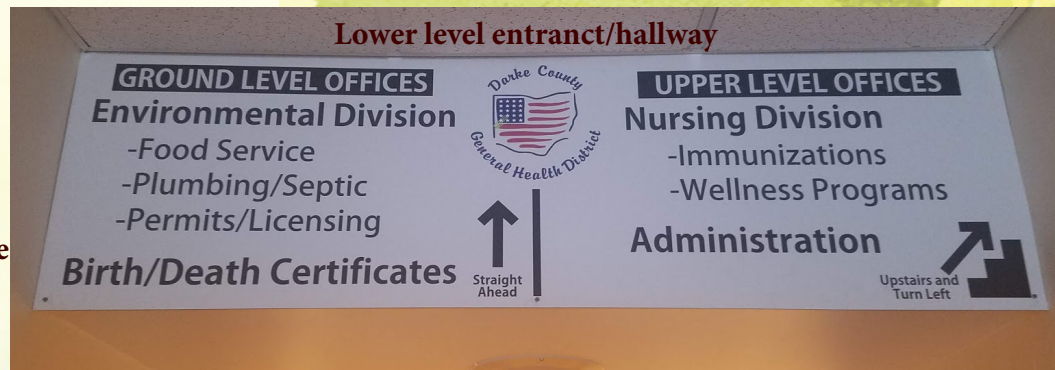 Lower level entranct/hallway
GROUND LEVEL OFFICES
Environmental Division
-Food Service
-Plumbing/Septic
-Permits/Licensing
Birth/Death Certificates
Straight
Ahead
Darke County
General Health District
UPPER LEVEL OFFICES
Nursing Division
-Immunizations
-Wellness Programs
Administration
Upstairs and
Turn Left
e